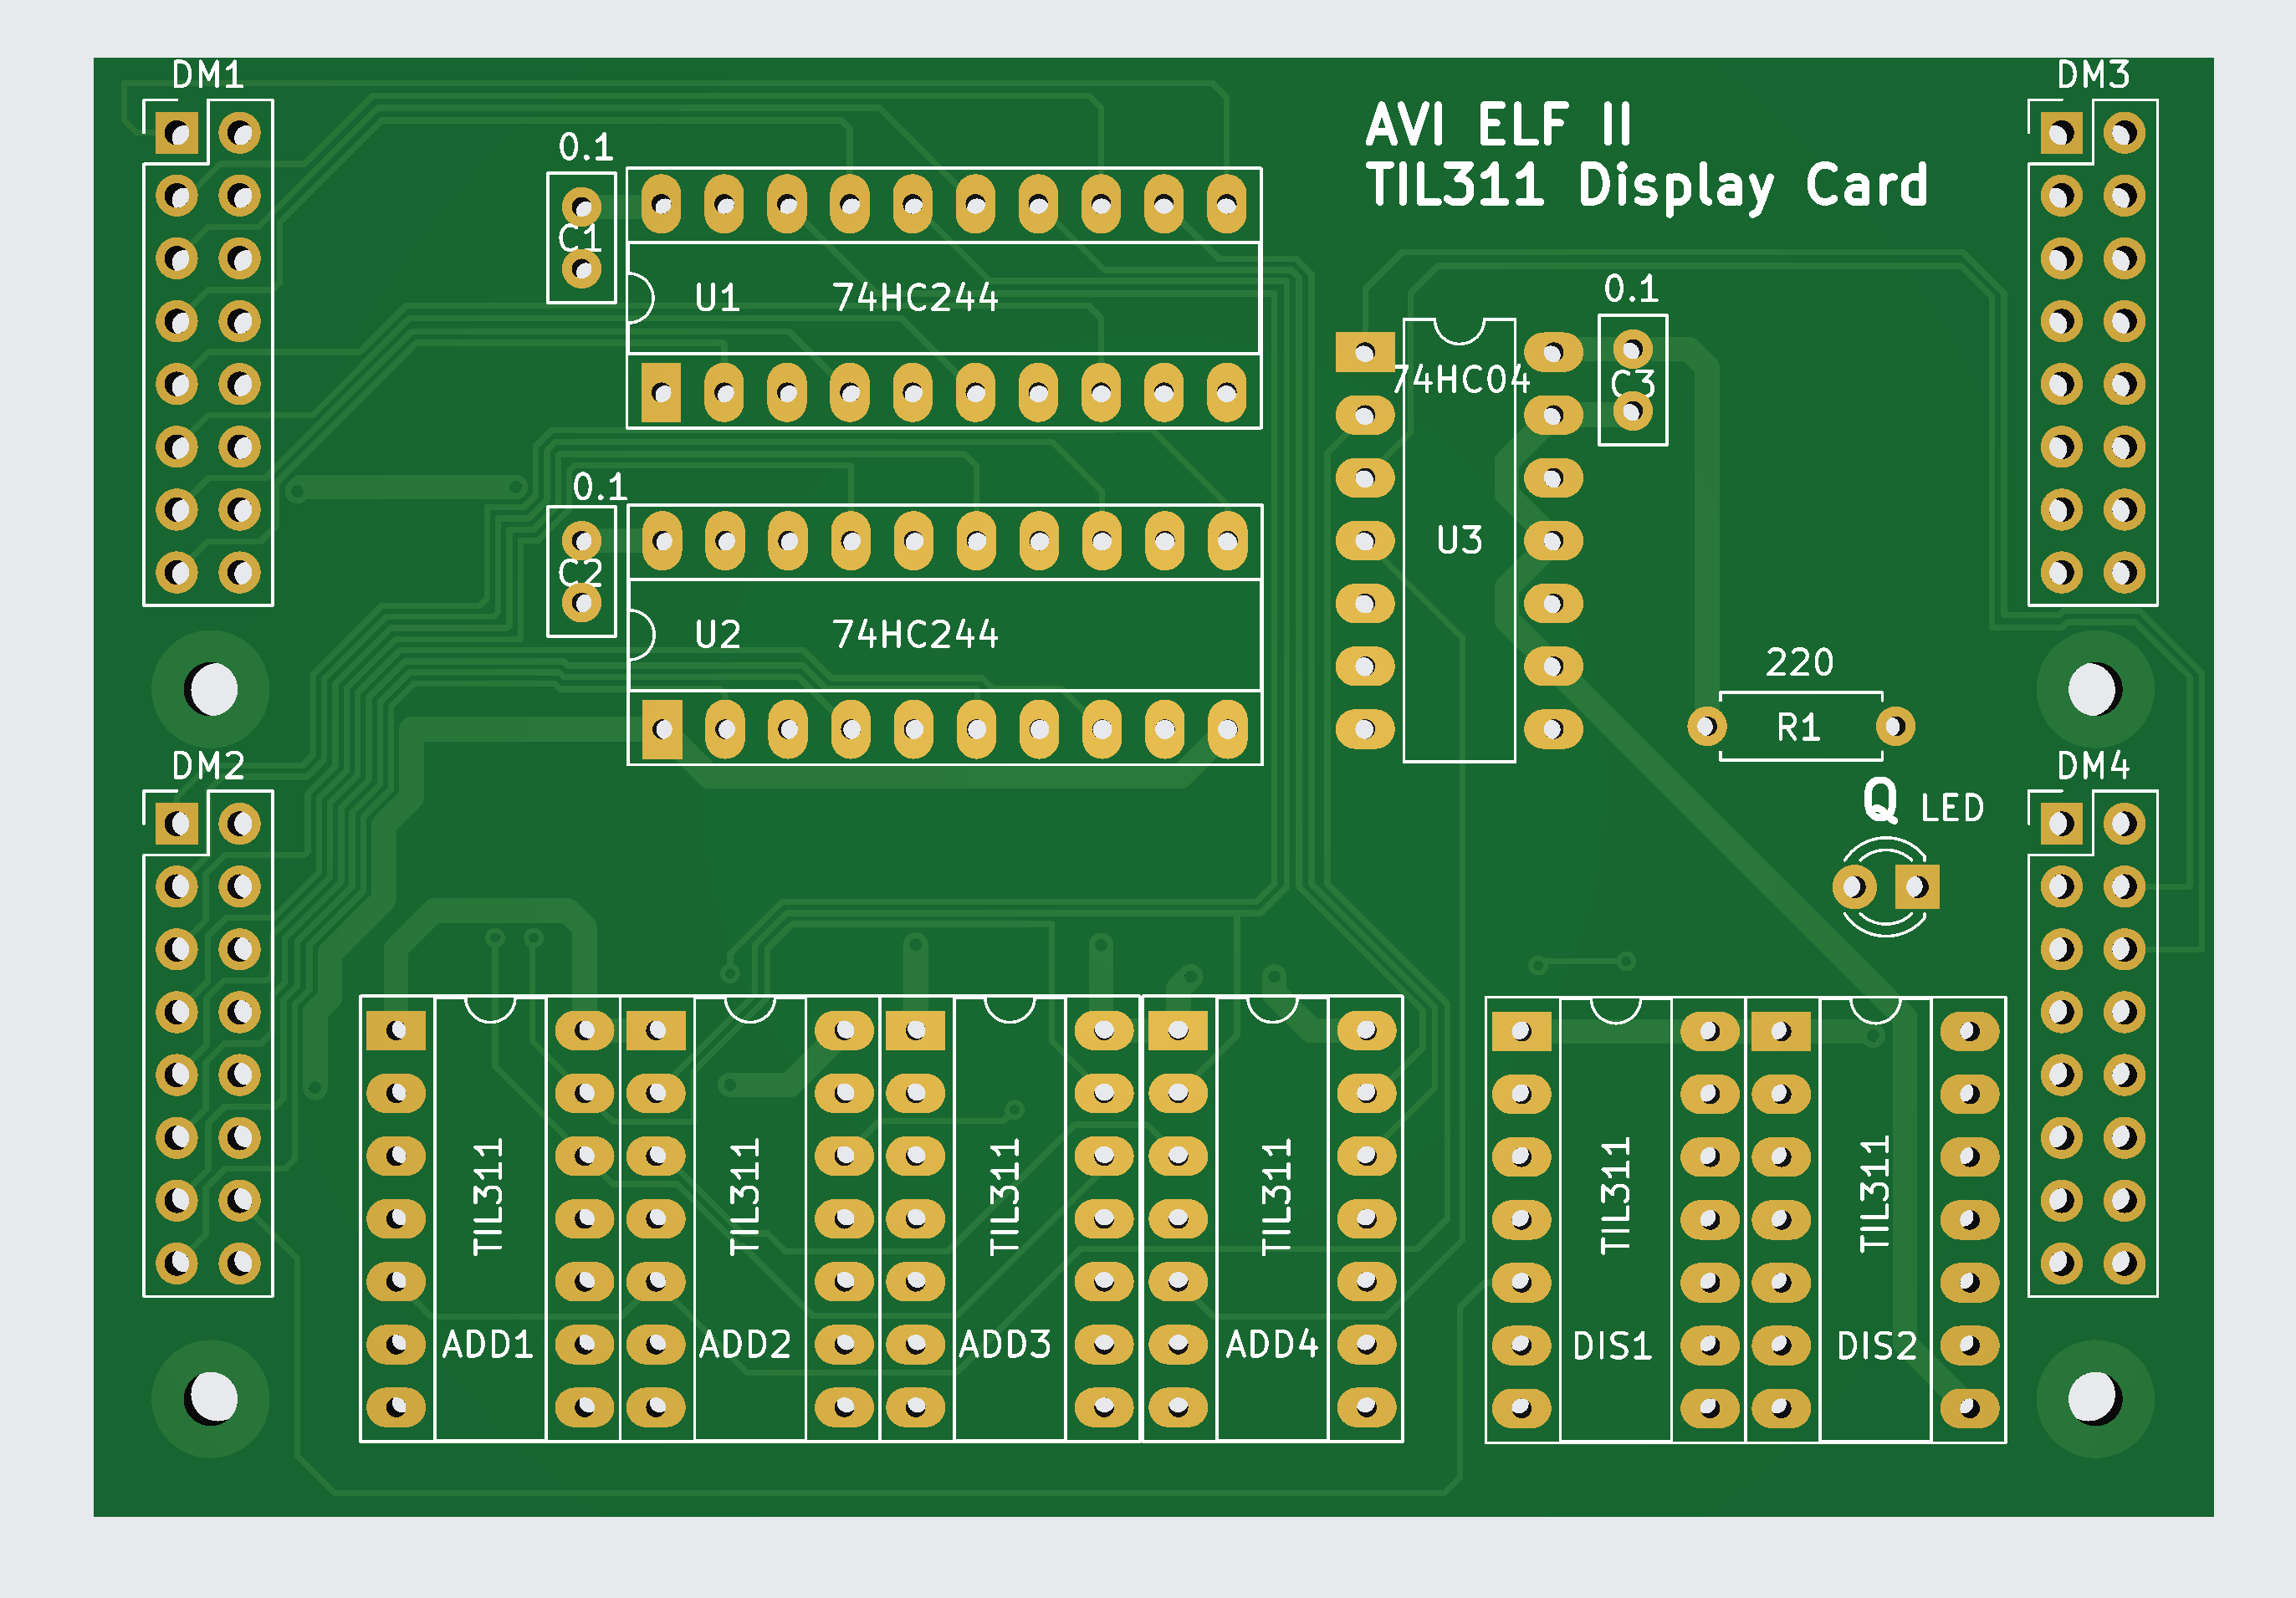 DM1
DM3
AVI ELF II
TIL311 Display Card
0.1
C1
U1 74HC244
0.1
74HC04
C3
0.1
U3
C2
U2 74HC244
220
R1
DM2
DM4
Q LED
TIL311
TIL311
TIL311
TIL311
TIL311
TIL311
ADD1
ADD2
ADD3
ADD4
DIS1
DIS2